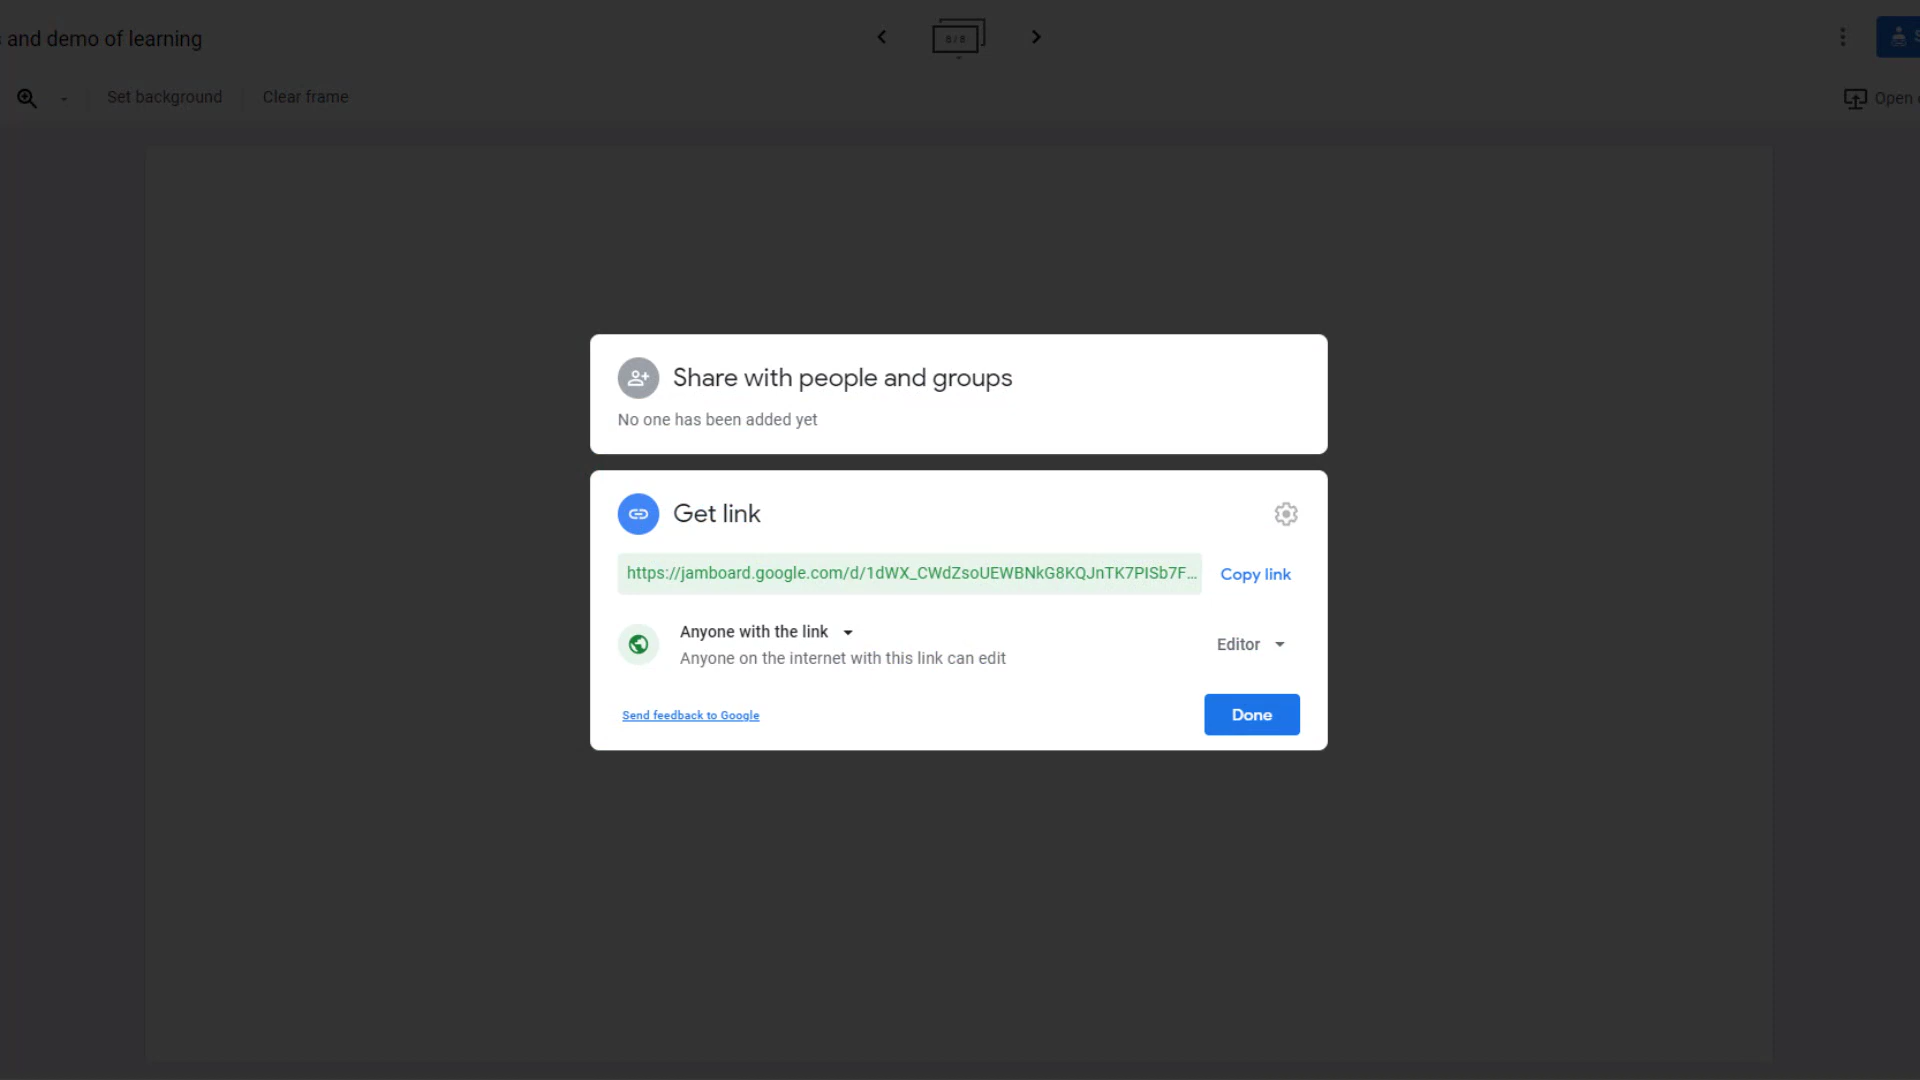 and demo of learning
8 / 8
Set background
Clear frame
Open
Share with people and groups
No one has been added yet
Get link
https://jamboard.google.com/d/1dWX_CWdZsoUEWBNkG8KQJnTK7PISb7F...
Copy link
Anyone with the link
Editor
Anyone on the internet with this link can edit
Send feedback to Google
Done